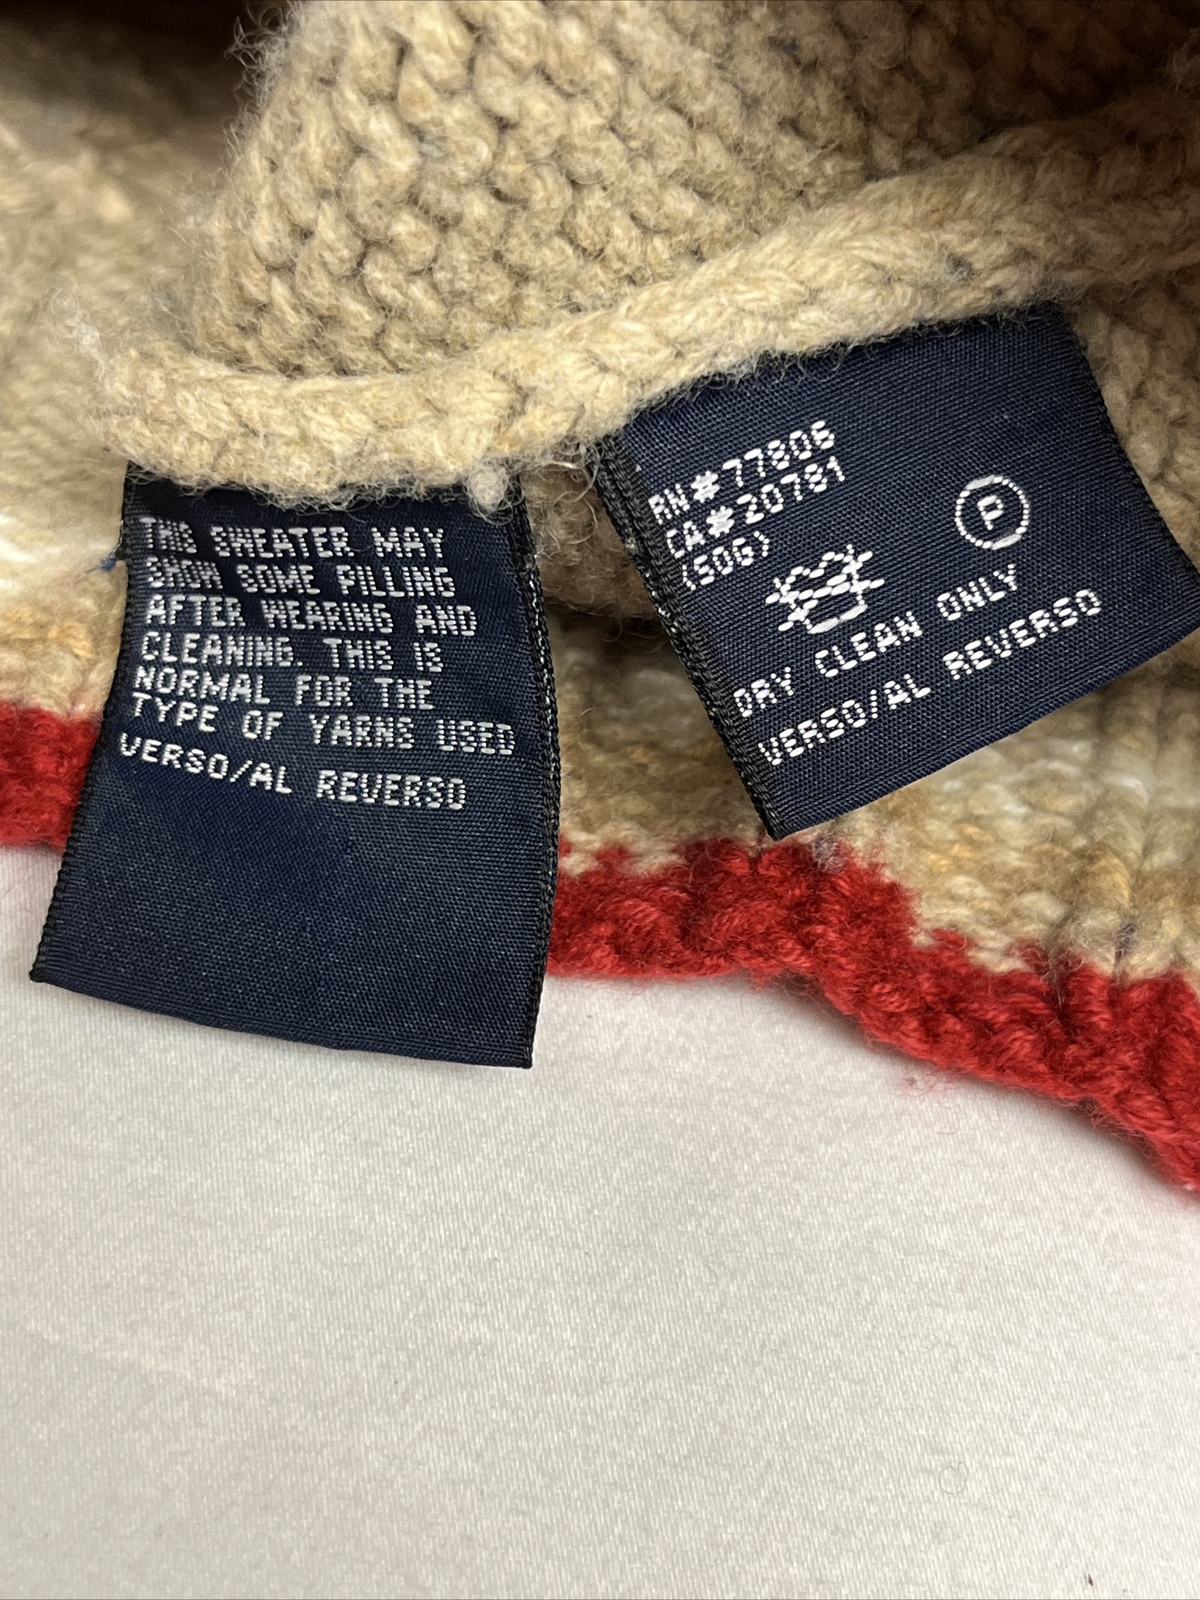 THIS SWEATER MAY
SHOW SOME PILLING
AFTER WEARING AND
CLEANING. THIS IS
NORMAL FOR THE
TYPE OF YARNS USED
VERSO/AL REVERSO
RN#77806
CA#20781
(SOG)
P
DRY CLEAN ONLY
VERSO/AL REVERSO